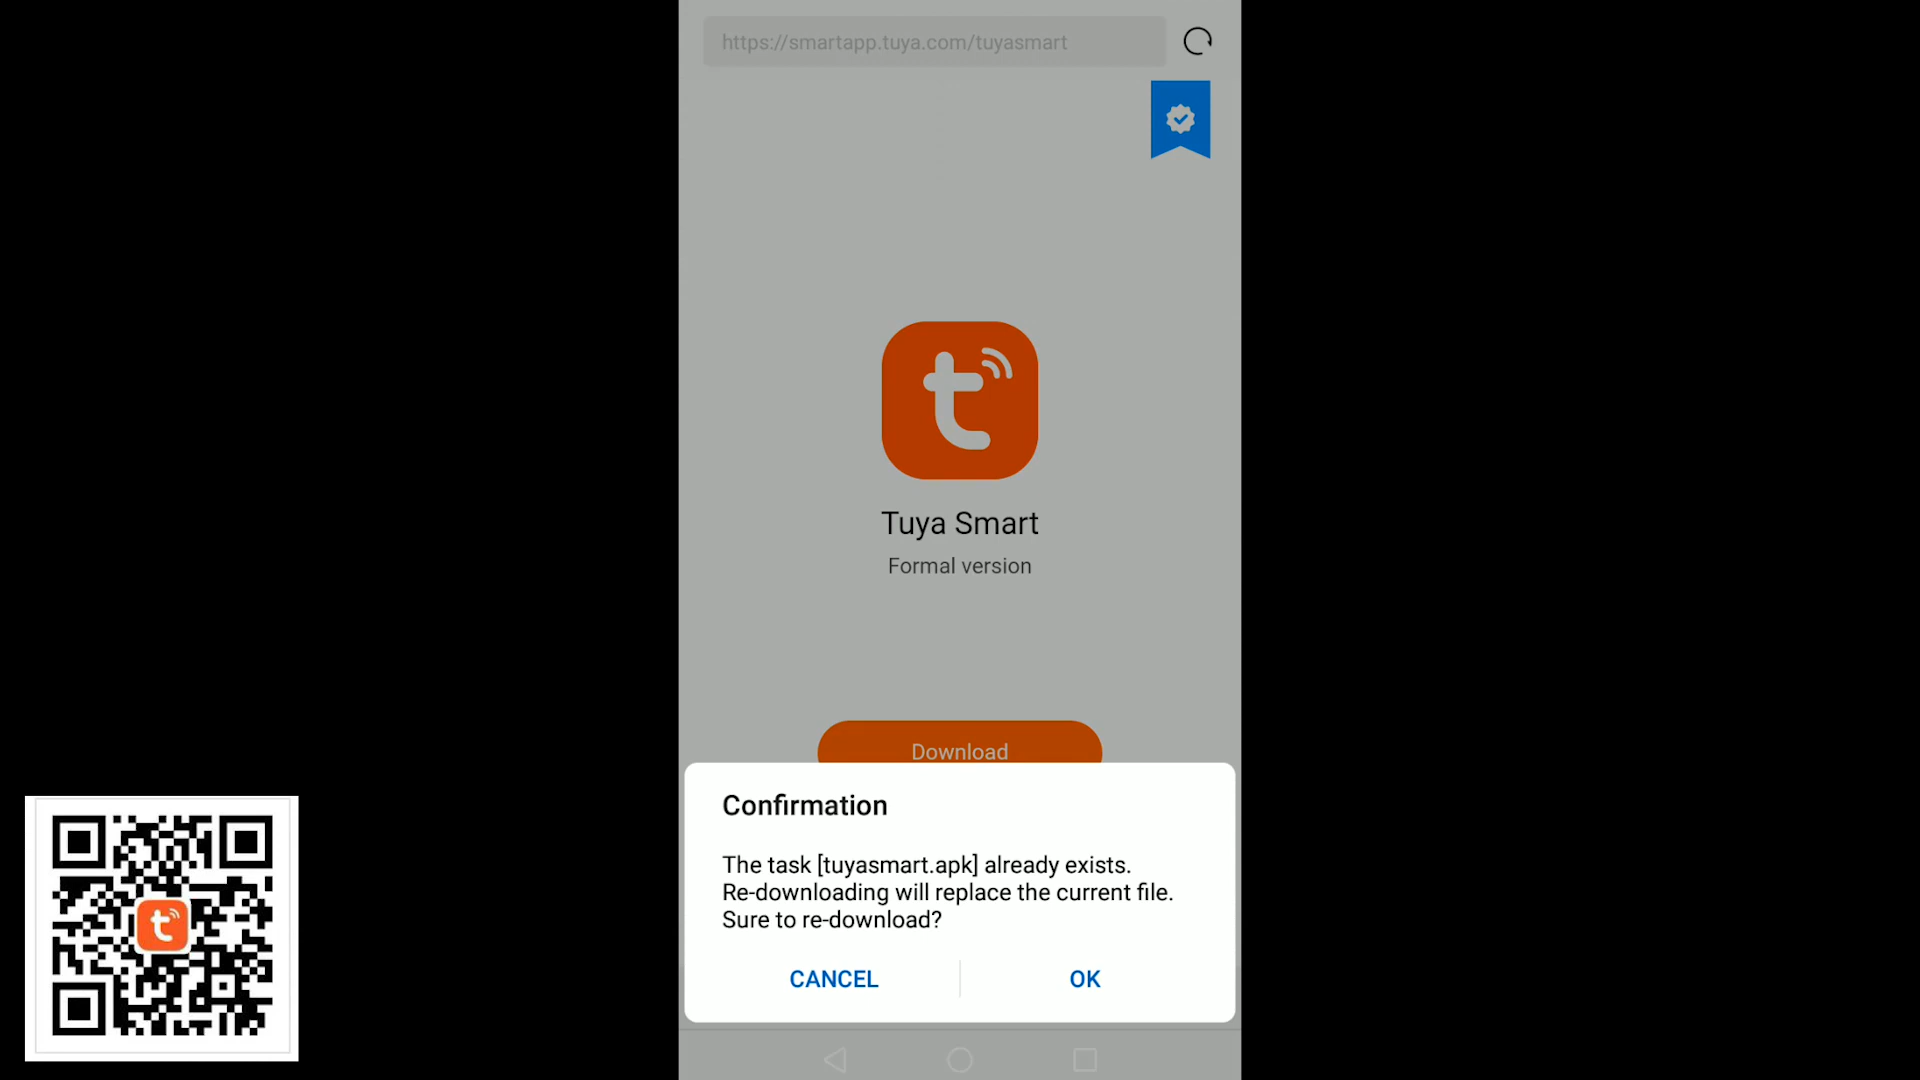 https://smartapp.tuya.com/tuyasmart
Tuya Smart
Formal version
Download
Confirmation
The task [tuyasmart.apk] already exists.
Re-downloading will replace the current file.
Sure to re-download?
CANCEL
OK